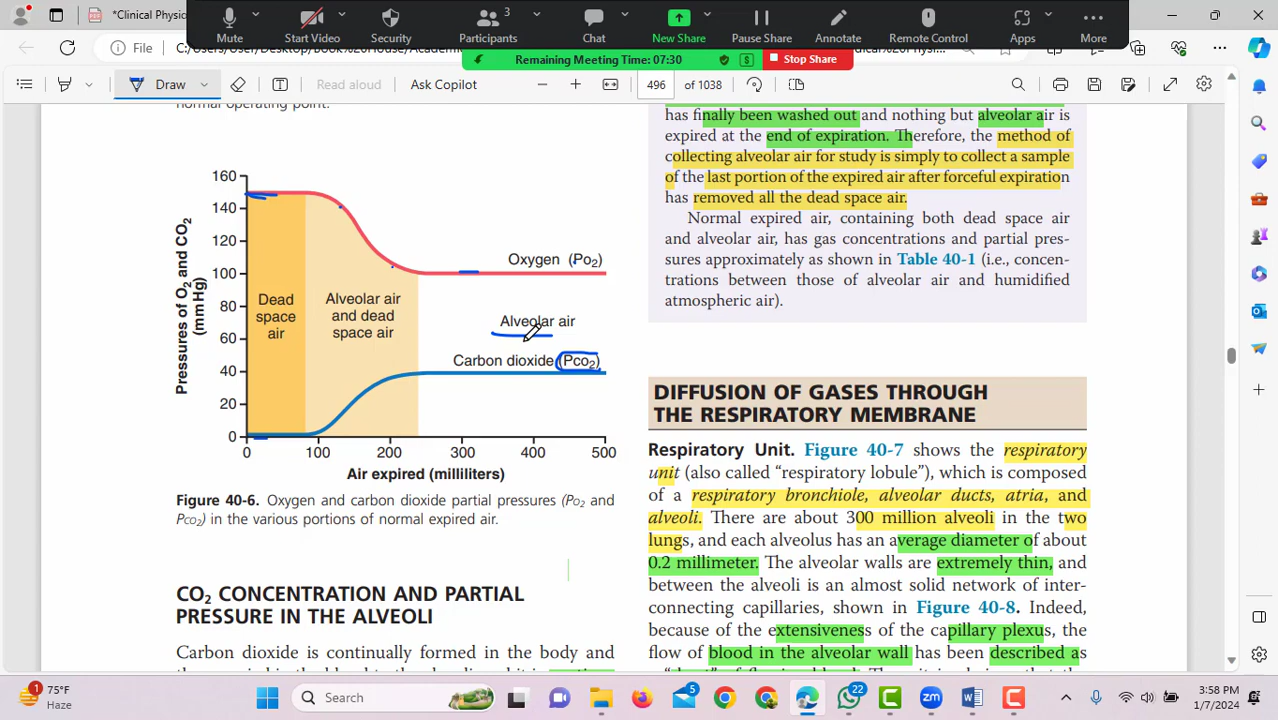 *Clinical Physi
3
Mute
Start Video
Security
Participants
Chat
New Share
Pause Share
Annotate
Remote Control
Apps
More
File
Remaining Meeting Time: 07:30
$
Stop Share
Draw
Read aloud
Ask Copilot
496
of 1038
normal operating point.
160
140
120
100
80
60
40
20
0
Pressures of O2 and CO2
(mm Hg)
Dead
space
air
Alveolar air
and dead
space air
Oxygen (Po2)
Alveolar air
Carbon dioxide (Pco2)
0
100
200
300
400
500
Air expired (milliliters)
Figure 40-6. Oxygen and carbon dioxide partial pressures (Po2 and
Pco2) in the various portions of normal expired air.
CO2 CONCENTRATION AND PARTIAL
PRESSURE IN THE ALVEOLI
Carbon dioxide is continually formed in the body and
has finally been washed out and nothing but alveolar air is
expired at the end of expiration. Therefore, the method of
collecting alveolar air for study is simply to collect a sample
of the last portion of the expired air after forceful expiration
has removed all the dead space air.
Normal expired air, containing both dead space air
and alveolar air, has gas concentrations and partial pres-
sures approximately as shown in Table 40-1 (i.e., concen-
trations between those of alveolar air and humidified
atmospheric air).
DIFFUSION OF GASES THROUGH
THE RESPIRATORY MEMBRANE
Respiratory Unit. Figure 40-7 shows the respiratory
unit (also called “respiratory lobule”), which is composed
of a respiratory bronchiole, alveolar ducts, atria, and
alveoli. There are about 300 million alveoli in the two
lungs, and each alveolus has an average diameter of about
0.2 millimeter. The alveolar walls are extremely thin, and
between the alveoli is an almost solid network of inter-
connecting capillaries, shown in Figure 40-8. Indeed,
because of the extensiveness of the capillary plexus, the
flow of blood in the alveolar wall has been described as
1
75°F
Haze
Search
5
zm
22
zm
W
3:58 PM
1/7/2024